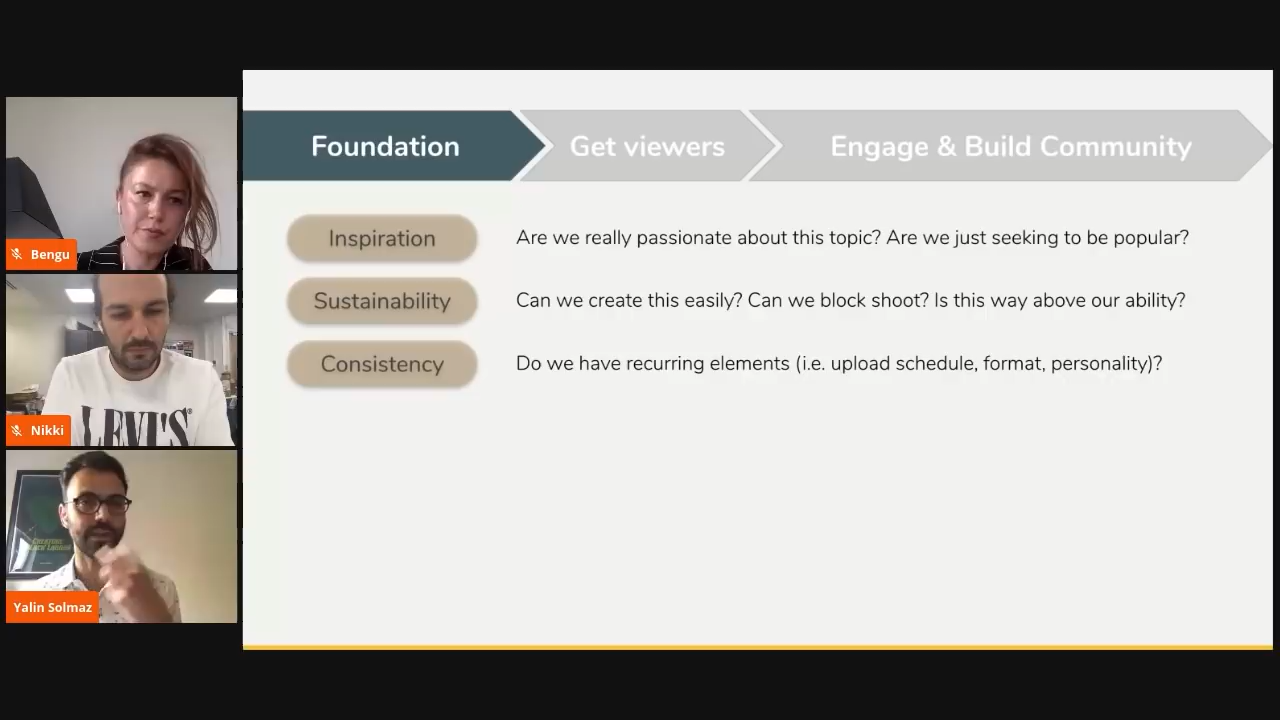 Foundation
Get viewers
Engage & Build Community
Inspiration
Are we really passionate about this topic? Are we just seeking to be popular?
Sustainability
Can we create this easily? Can we block shoot? Is this way above our ability?
Consistency
Do we have recurring elements (i.e. upload schedule, format, personality)?
Bengu
LEVI'S
Nikki
Yalin Solmaz